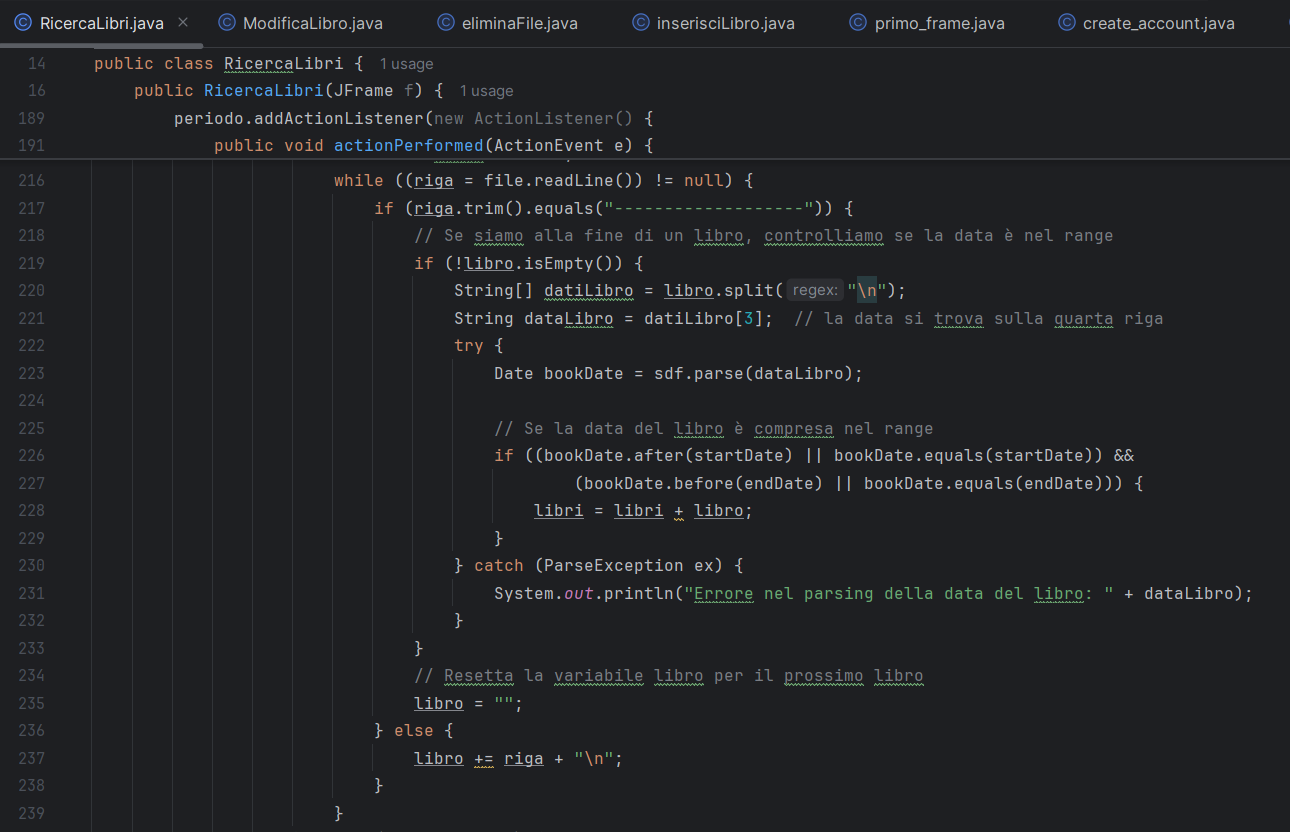 RicercaLibri.java × ModificaLibro.java eliminaFile.java inserisciLibro.java primo_frame.java create_account.java
14 public class RicercaLibri { 1 usage
16 public RicercaLibri(JFrame f) { 1 usage
189 periodo.addActionListener(new ActionListener() {
191 public void actionPerformed(ActionEvent e) {
216 while ((riga = file.readLine()) != null) {
217 if (riga.trim().equals("-------------------")) {
218 // Se siamo alla fine di un libro, controlliamo se la data è nel range
219 if (!libro.isEmpty()) {
220 String[] datiLibro = libro.split( regex: "\n");
221 String dataLibro = datiLibro[3]; // la data si trova sulla quarta riga
222 try {
223 Date bookDate = sdf.parse(dataLibro);
224
225 // Se la data del libro è compresa nel range
226 if ((bookDate.after(startDate) || bookDate.equals(startDate)) &&
227 (bookDate.before(endDate) || bookDate.equals(endDate))) {
228 libri = libri + libro;
229 }
230 } catch (ParseException ex) {
231 System.out.println("Errore nel parsing della data del libro: " + dataLibro);
232 }
233 }
234 // Resetta la variabile libro per il prossimo libro
235 libro = "";
236 } else {
237 libro += riga + "\n";
238 }
239 }